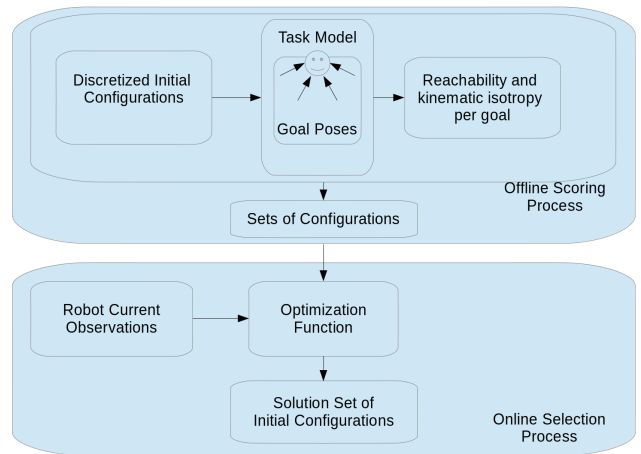 Task Model
Discretized Initial
Configurations
Goal Poses
Reachability and
kinematic isotropy
per goal
Offline Scoring
Process
Sets of Configurations
Robot Current
Observations
Optimization
Function
Solution Set of
Initial Configurations
Online Selection
Process